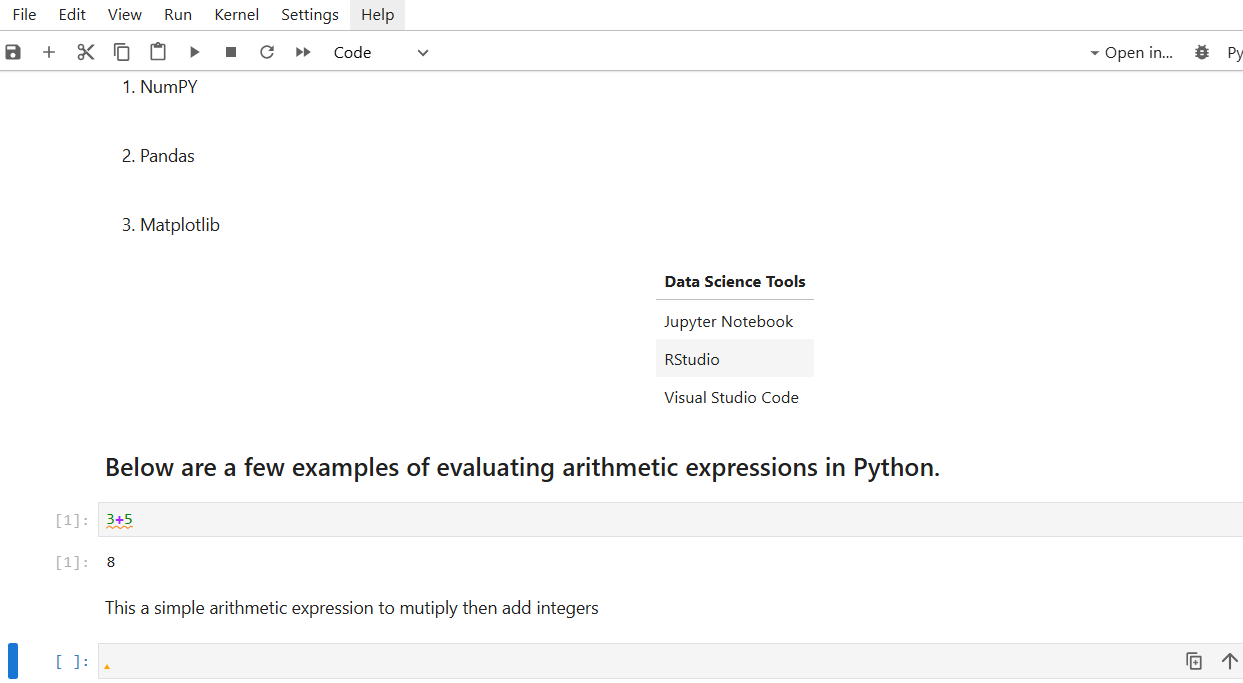 File Edit View Run Kernel Settings Help
Code Open in... Py
1. NumPY
2. Pandas
3. Matplotlib
Data Science Tools
Jupyter Notebook
RStudio
Visual Studio Code
Below are a few examples of evaluating arithmetic expressions in Python.
[1]: 3+5
[1]: 8
This a simple arithmetic expression to mutiply then add integers
[ ]: